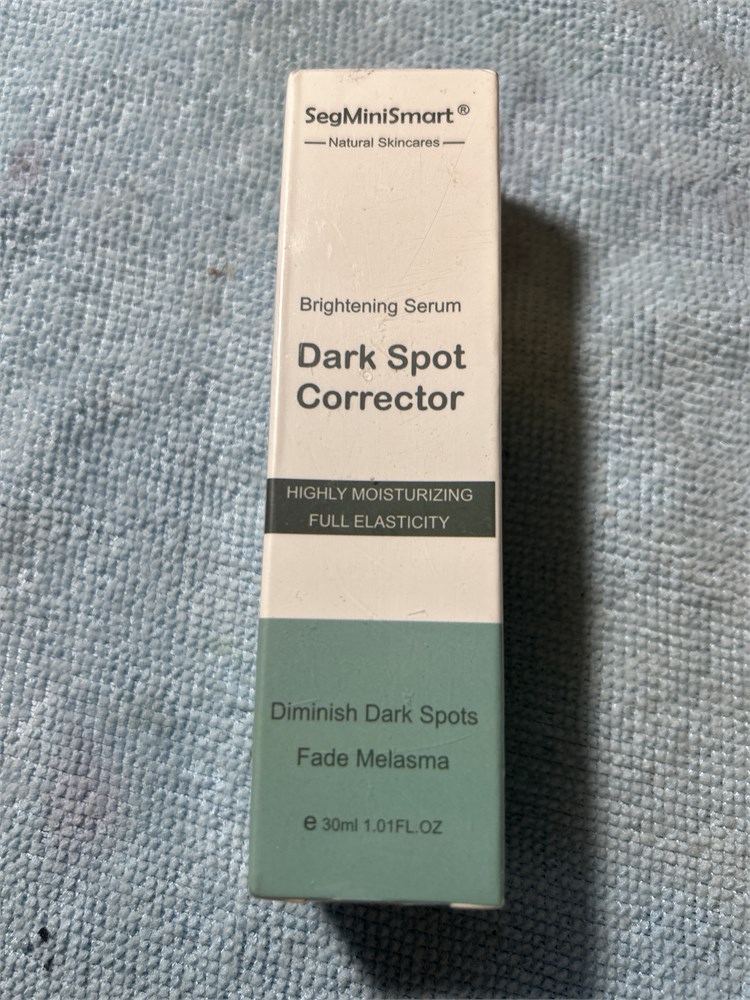 SegMiniSmart®
Natural Skincares
Brightening Serum
Dark Spot
Corrector
HIGHLY MOISTURIZING
FULL ELASTICITY
Diminish Dark Spots
Fade Melasma
℮ 30ml 1.01FL.OZ